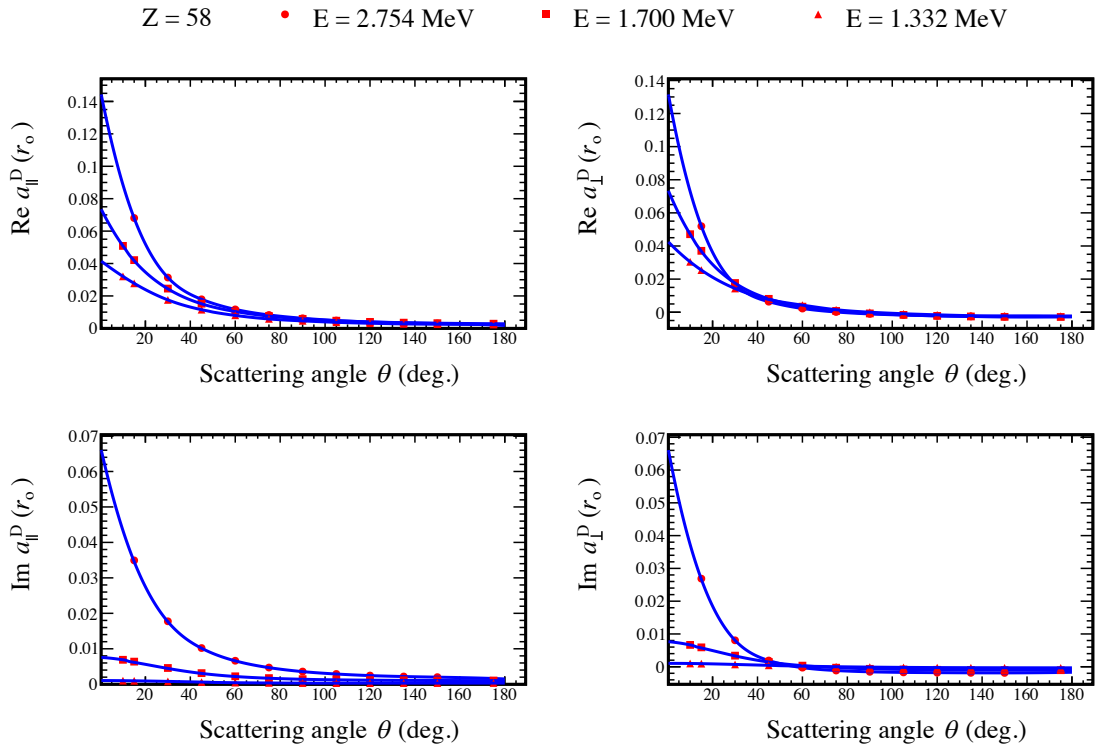 Z = 58 E = 2.754 MeV E = 1.700 MeV E = 1.332 MeV
Re a∥^D (r₀)
0.14
0.12
0.1
0.08
0.06
0.04
0.02
0
20 40 60 80 100 120 140 160 180
Scattering angle θ (deg.)
Re a⊥^D (r₀)
0.14
0.12
0.1
0.08
0.06
0.04
0.02
0
20 40 60 80 100 120 140 160 180
Scattering angle θ (deg.)
Im a∥^D (r₀)
0.07
0.06
0.05
0.04
0.03
0.02
0.01
0
20 40 60 80 100 120 140 160 180
Scattering angle θ (deg.)
Im a⊥^D (r₀)
0.07
0.06
0.05
0.04
0.03
0.02
0.01
0
20 40 60 80 100 120 140 160 180
Scattering angle θ (deg.)